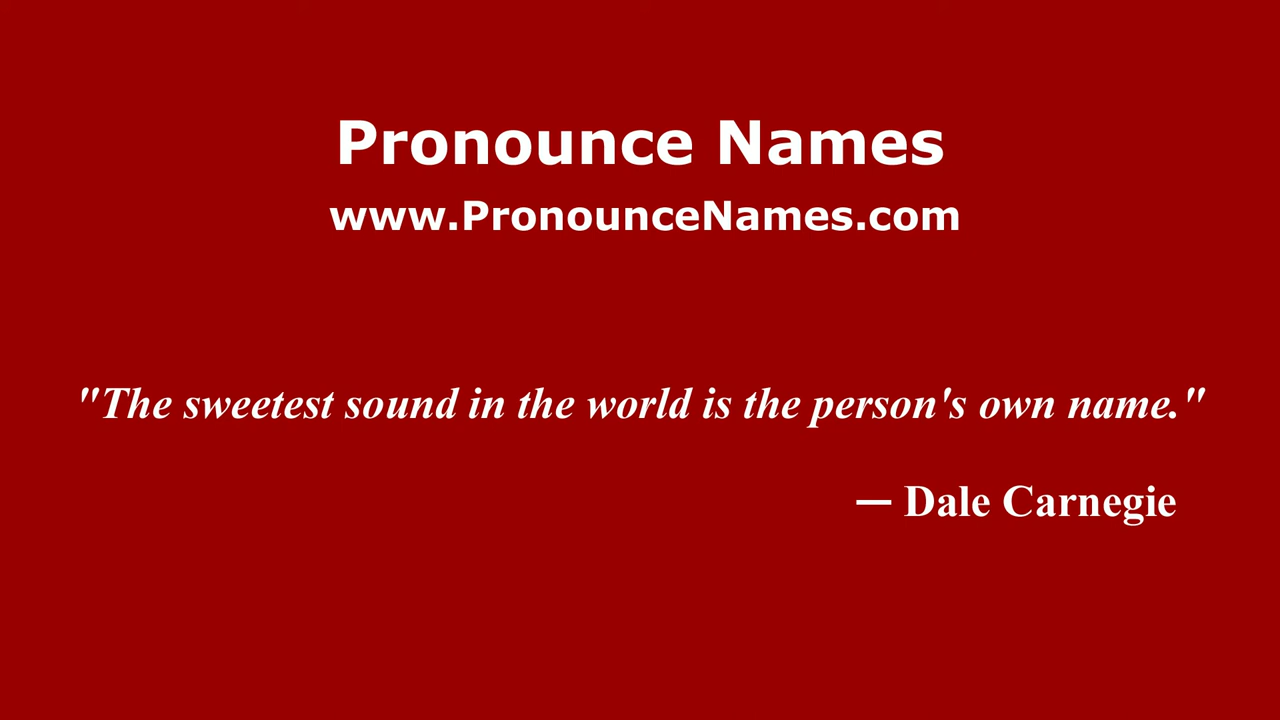 Pronounce Names
www.PronounceNames.com
"The sweetest sound in the world is the person's own name."
— Dale Carnegie